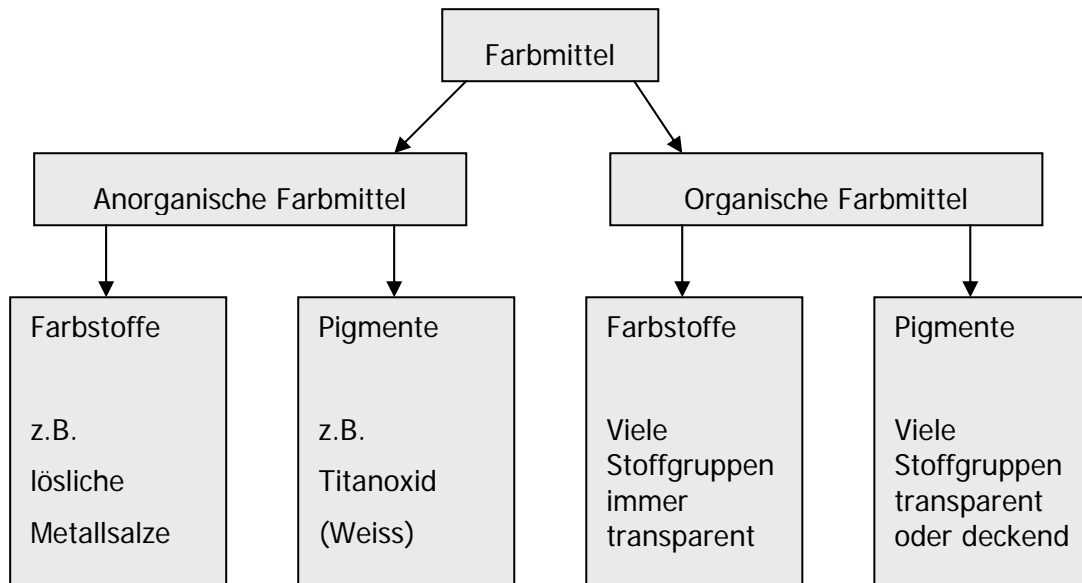 Farbmittel
Anorganische Farbmittel
Organische Farbmittel
Farbstoffe
z.B.
lösliche
Metallsalze
Pigmente
z.B.
Titanoxid
(Weiss)
Farbstoffe
Viele
Stoffgruppen
immer
transparent
Pigmente
Viele
Stoffgruppen
transparent
oder deckend